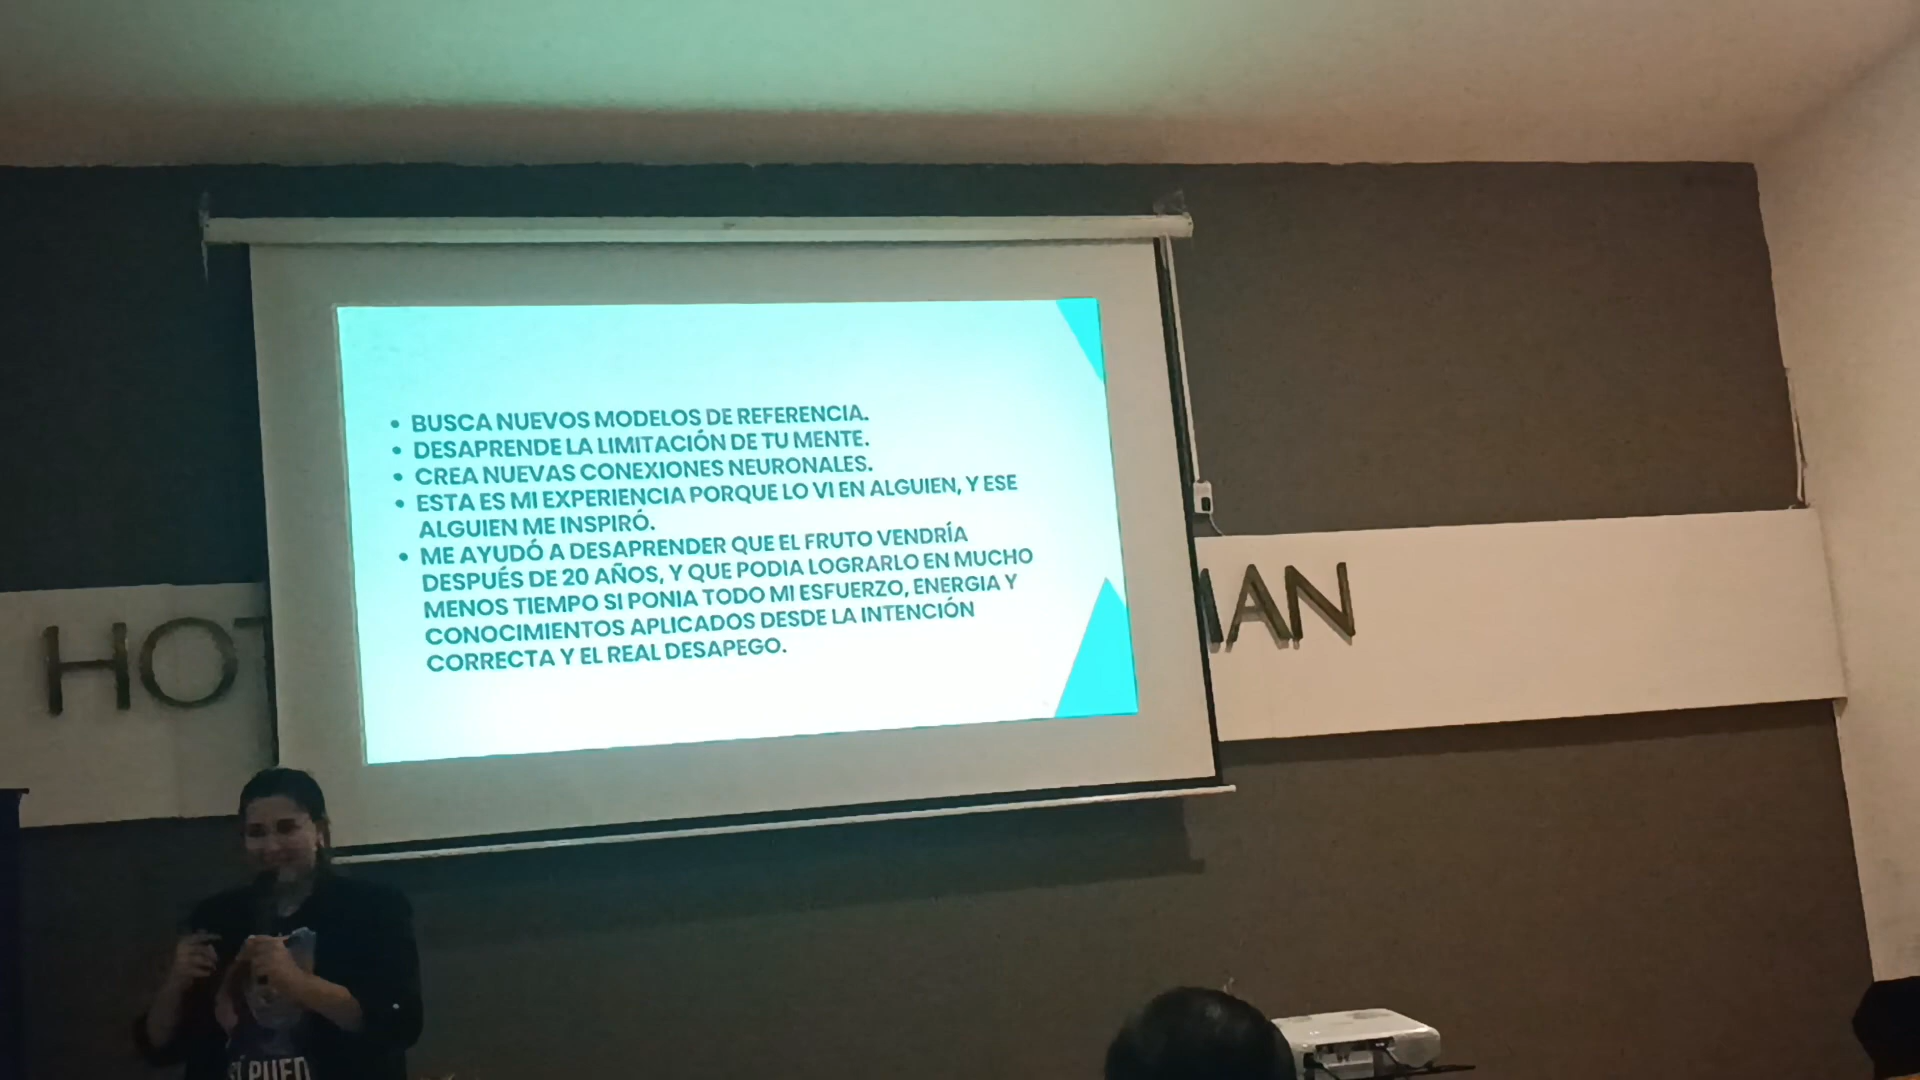 • BUSCA NUEVOS MODELOS DE REFERENCIA.
• DESAPRENDE LA LIMITACIÓN DE TU MENTE.
• CREA NUEVAS CONEXIONES NEURONALES.
• ESTA ES MI EXPERIENCIA PORQUE LO VI EN ALGUIEN, Y ESE
ALGUIEN ME INSPIRÓ.
• ME AYUDÓ A DESAPRENDER QUE EL FRUTO VENDRÍA
DESPUÉS DE 20 AÑOS, Y QUE PODIA LOGRARLO EN MUCHO
MENOS TIEMPO SI PONIA TODO MI ESFUERZO, ENERGIA Y
CONOCIMIENTOS APLICADOS DESDE LA INTENCIÓN
CORRECTA Y EL REAL DESAPEGO.
HOT